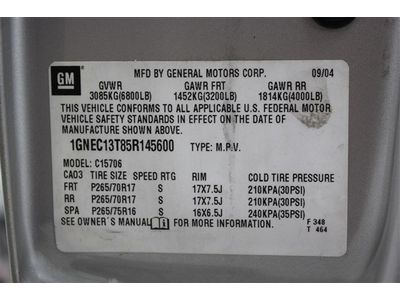 GM
MFD BY GENERAL MOTORS CORP. 09/04
GVWR GAWR FRT GAWR RR
3085KG(6800LB) 1452KG(3200LB) 1814KG(4000LB)
THIS VEHICLE CONFORMS TO ALL APPLICABLE U.S. FEDERAL MOTOR
VEHICLE SAFETY STANDARDS IN EFFECT ON THE DATE OF
MANUFACTURE SHOWN ABOVE.
1GNEC13T85R145600 TYPE: M.P.V.
MODEL: C15706
CAO3 TIRE SIZE SPEED RTG RIM COLD TIRE PRESSURE
FRT P265/70R17 S 17X7.5J 210KPA(30PSI)
RR P265/70R17 S 17X7.5J 210KPA(30PSI)
SPA P265/75R16 S 16X6.5J 240KPA(35PSI)
SEE OWNER'S MANUAL FOR MORE INFORMATION. F 348
T 464